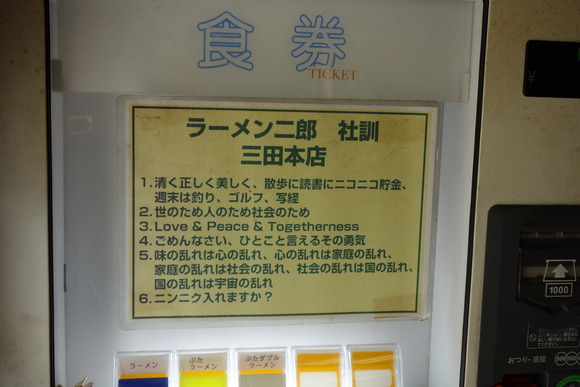 食券
TICKET
ラーメン二郎 社訓
三田本店
1.清く正しく美しく、散歩に読書にニコニコ貯金、
週末は釣り、ゴルフ、写経
2.世のため人のため社会のため
3.Love & Peace & Togetherness
4.ごめんなさい、ひとこと言えるその勇気
5.味の乱れは心の乱れ、心の乱れは家庭の乱れ、
家庭の乱れは社会の乱れ、社会の乱れは国の乱れ、
国の乱れは宇宙の乱れ
6.ニンニク入れますか？
1000
おつり・返却
500
ラーメン
ぶた
ラーメン
ぶたダブル
ラーメン